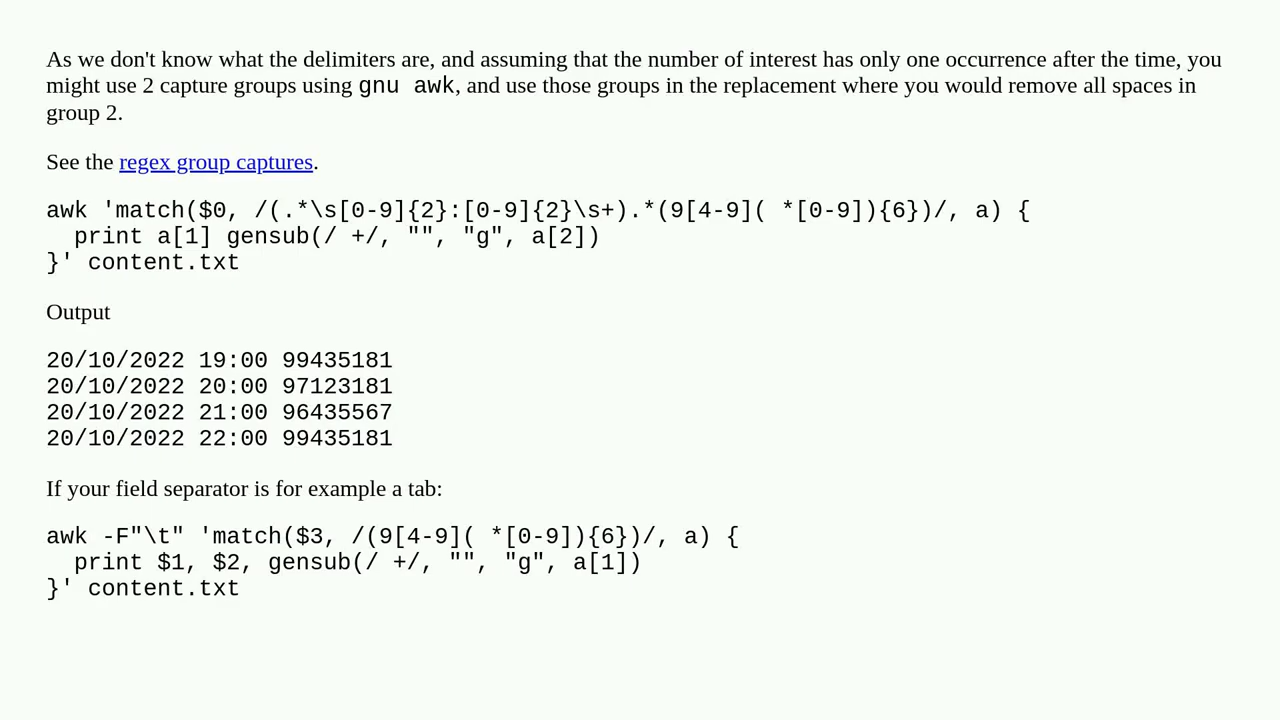 As we don't know what the delimiters are, and assuming that the number of interest has only one occurrence after the time, you
might use 2 capture groups using gnu awk, and use those groups in the replacement where you would remove all spaces in
group 2.
See the regex group captures.
awk 'match($0, /(.*\s[0-9]{2}:[0-9]{2}\s+).*(9[4-9]( *[0-9]){6})/, a) {
  print a[1] gensub(/ +/, "", "g", a[2])
}' content.txt
Output
20/10/2022 19:00 99435181
20/10/2022 20:00 97123181
20/10/2022 21:00 96435567
20/10/2022 22:00 99435181
If your field separator is for example a tab:
awk -F"\t" 'match($3, /(9[4-9]( *[0-9]){6})/, a) {
  print $1, $2, gensub(/ +/, "", "g", a[1])
}' content.txt